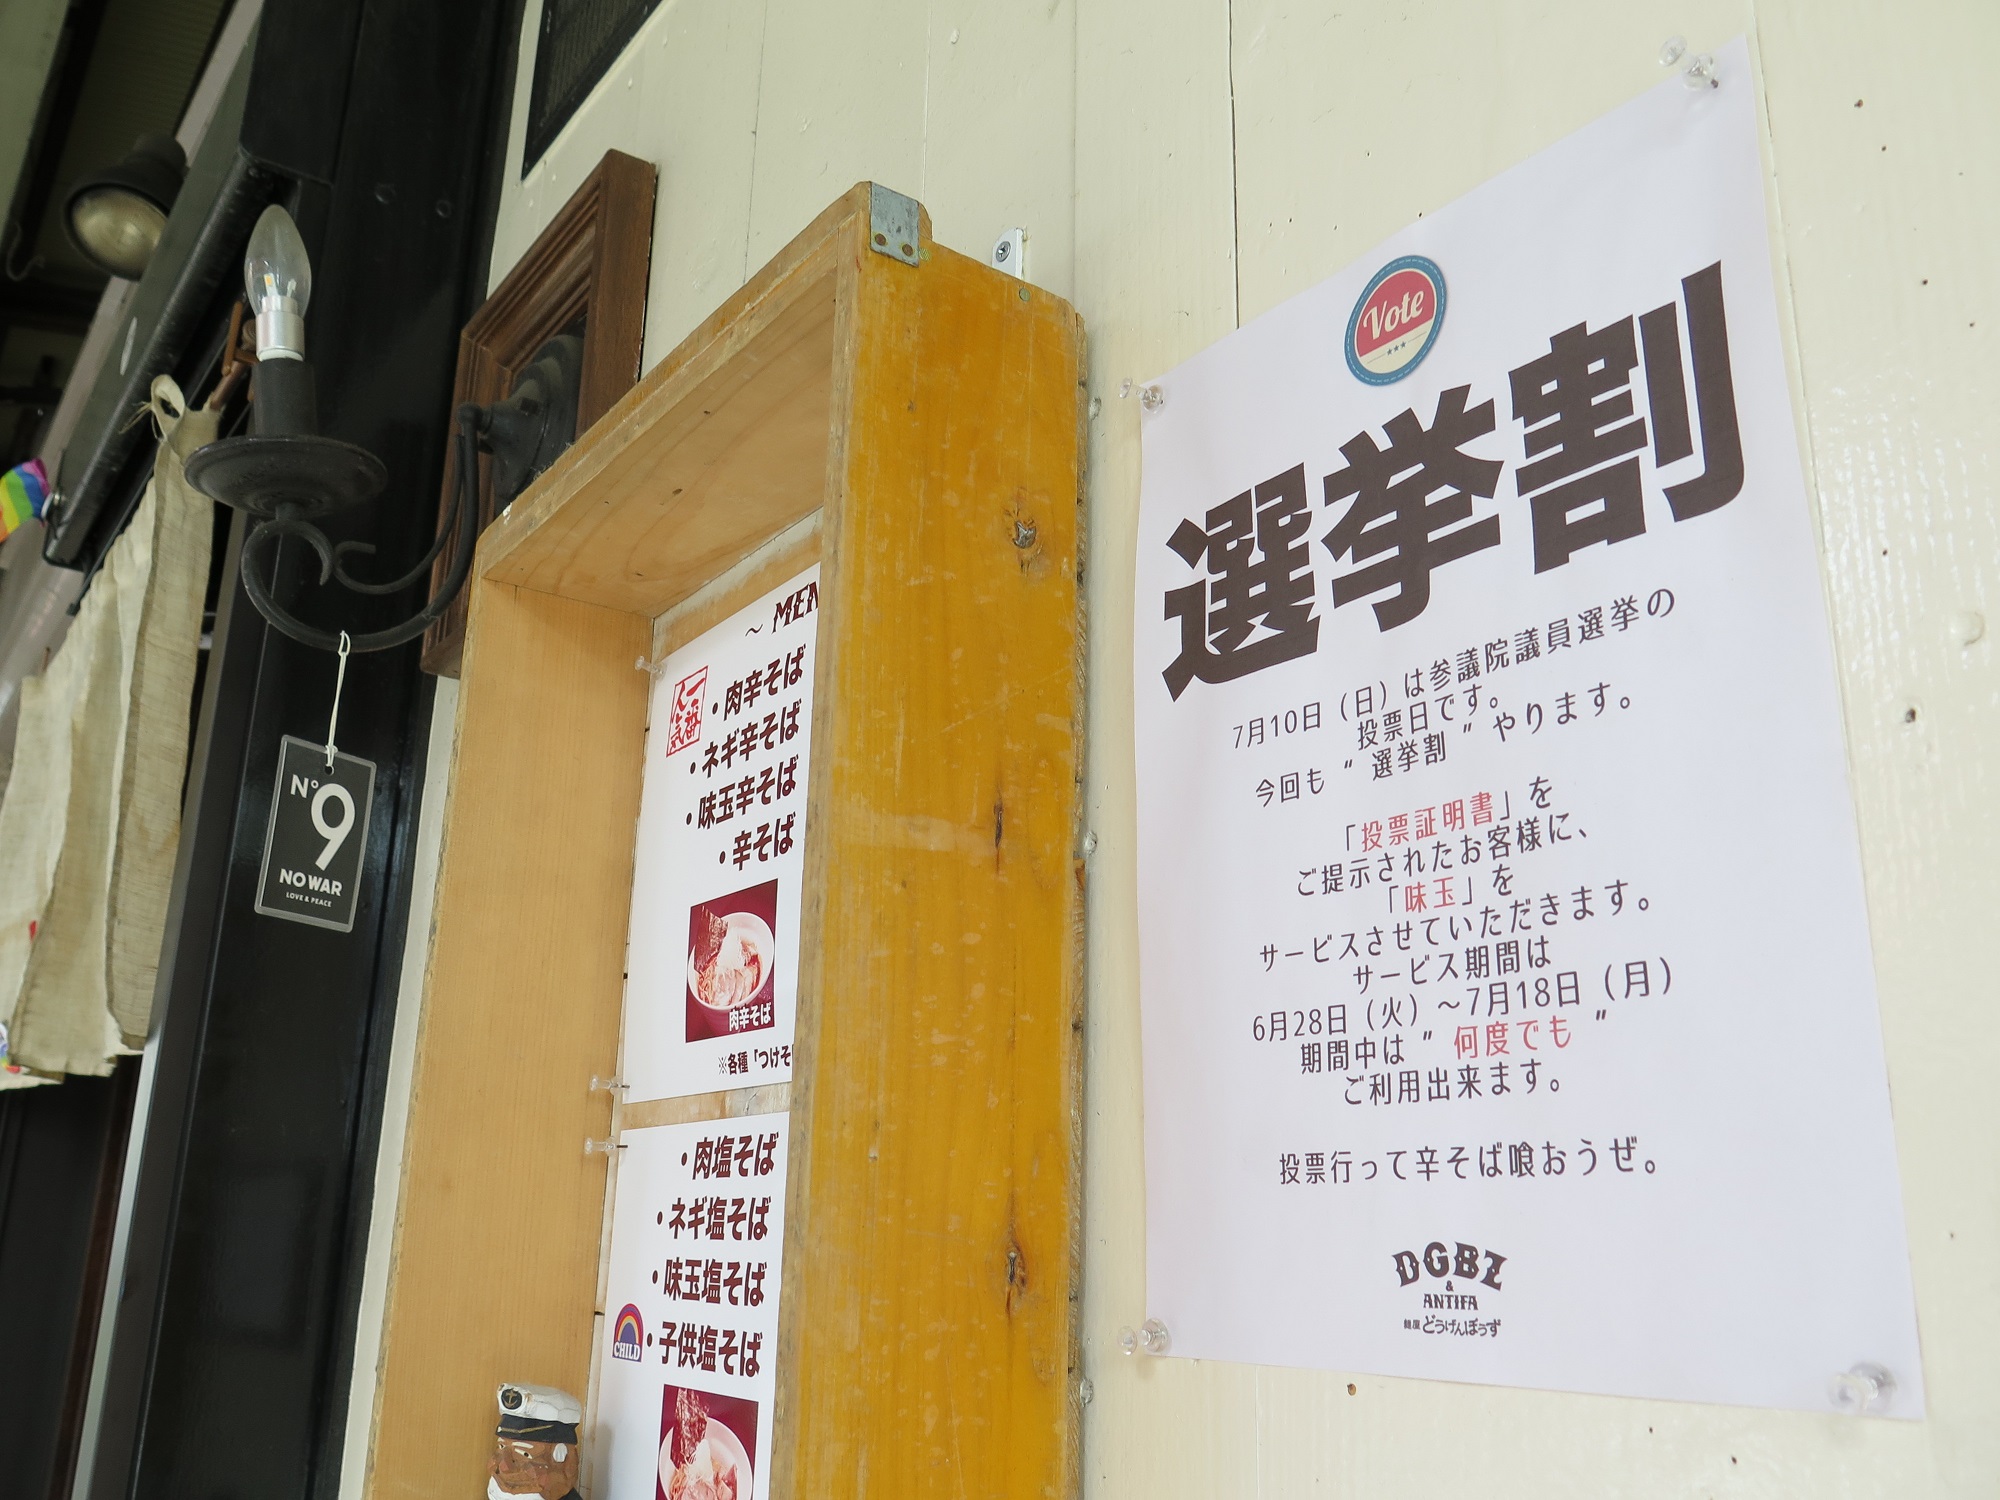 N°9
NO WAR
LOVE & PEACE
～ MEN
一番人気
・肉辛そば
・ネギ辛そば
・味玉辛そば
・辛そば
肉辛そば
※各種「つけそ
・肉塩そば
・ネギ塩そば
・味玉塩そば
CHILD
・子供塩そば
Vote
選挙割
7月10日（日）は参議院議員選挙の
投票日です。
今回も〝選挙割〞やります。
「投票証明書」を
ご提示されたお客様に、
「味玉」を
サービスさせていただきます。
サービス期間は
6月28日（火）～7月18日（月）
期間中は〝何度でも〞
ご利用出来ます。
投票行って辛そば喰おうぜ。
DGBZ
&
ANTIFA
麺屋 どうげんぼうず